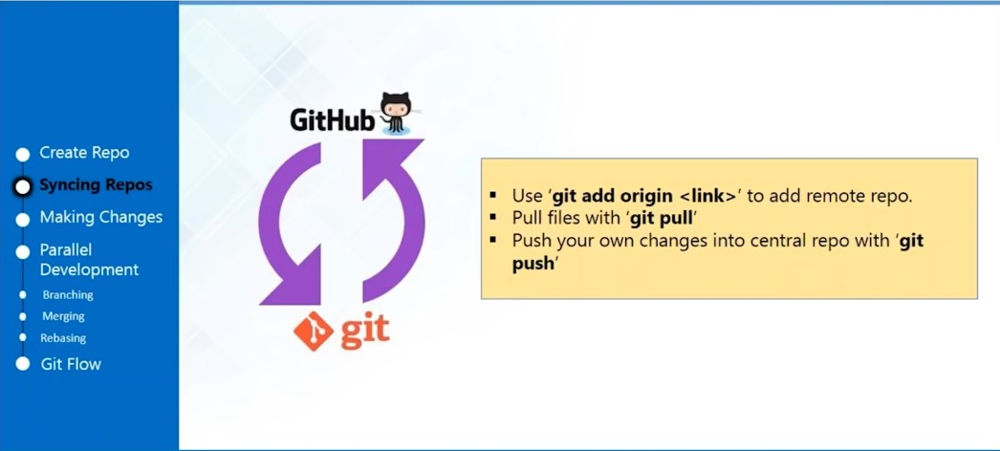 Create Repo
Syncing Repos
Making Changes
Parallel
Development
Branching
Merging
Rebasing
Git Flow
GitHub
git
▪ Use ‘git add origin <link>’ to add remote repo.
▪ Pull files with ‘git pull’
▪ Push your own changes into central repo with ‘git
push’